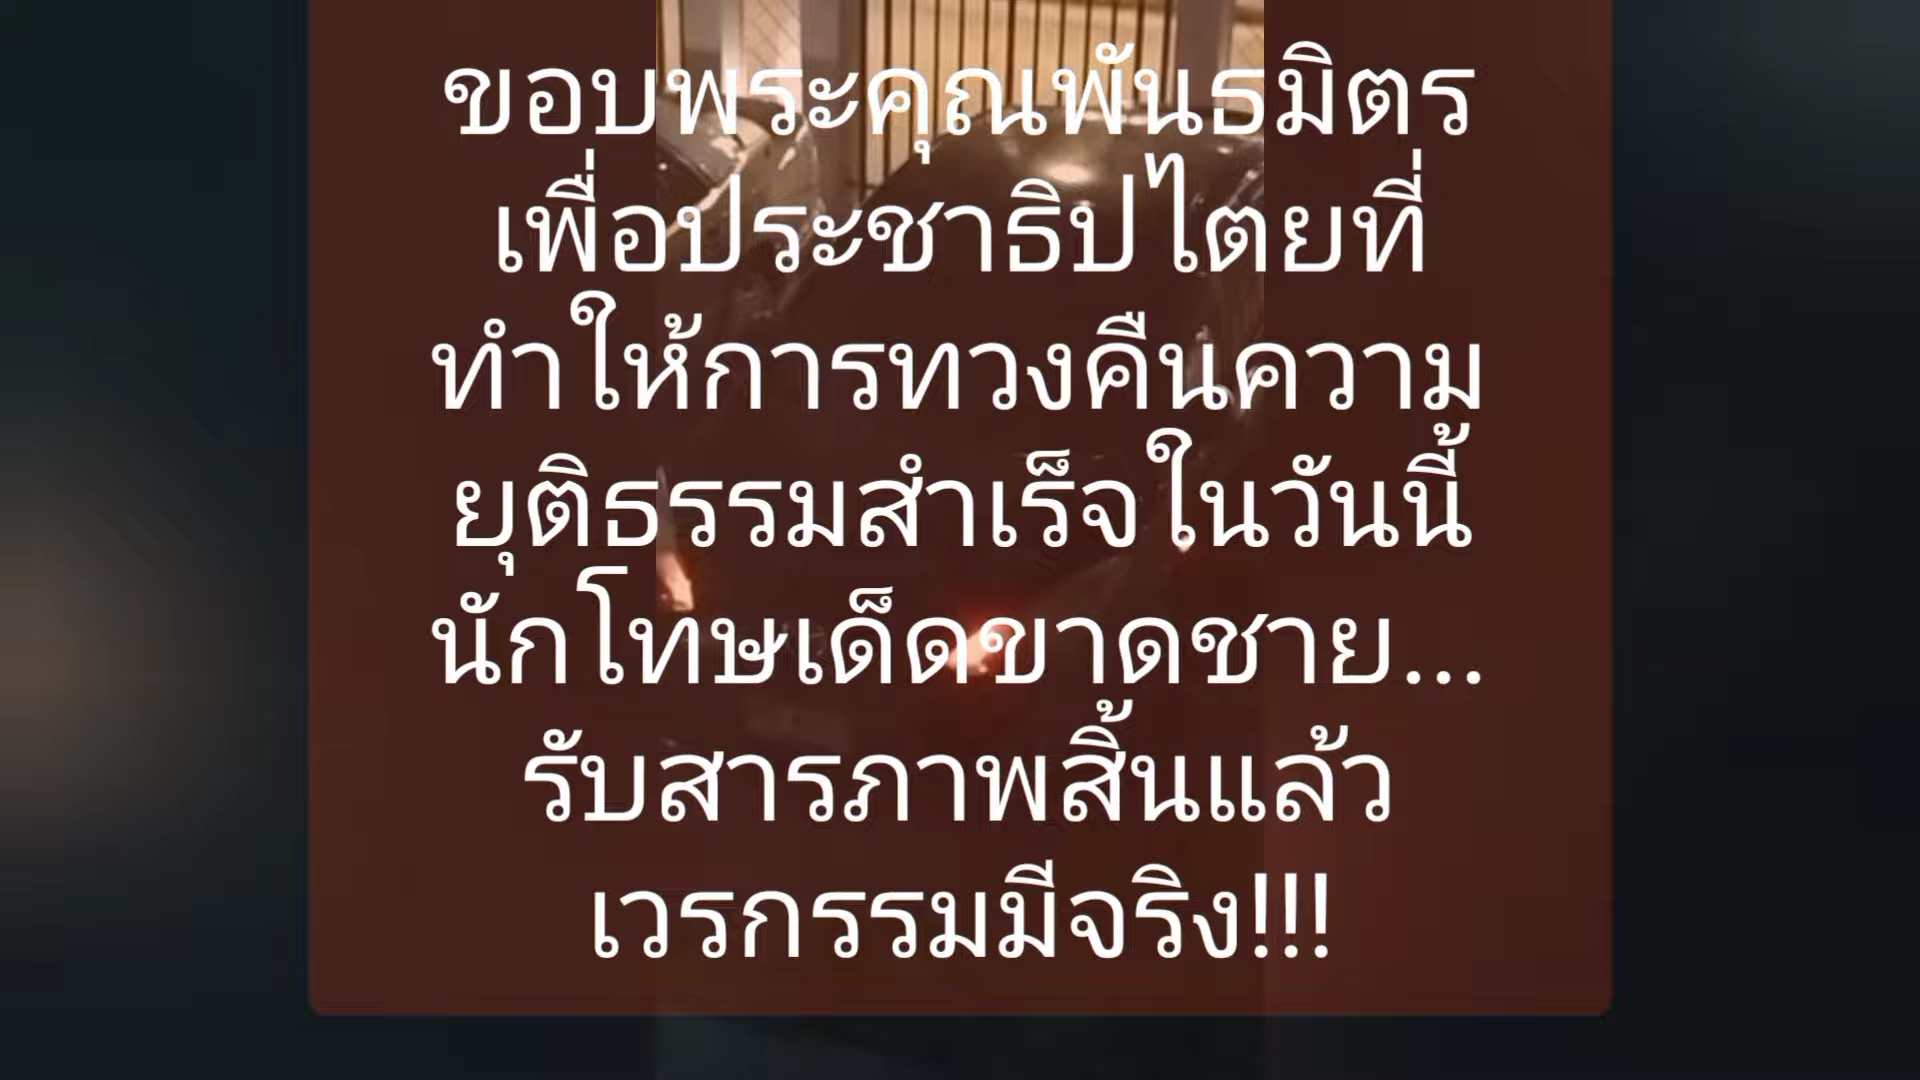 ขอบพระคุณพันธมิตร
เพื่อประชาธิปไตยที่
ทำให้การทวงคืนความ
ยุติธรรมสำเร็จในวันนี้
นักโทษเด็ดขาดชาย...
รับสารภาพสิ้นแล้ว
เวรกรรมมีจริง!!!